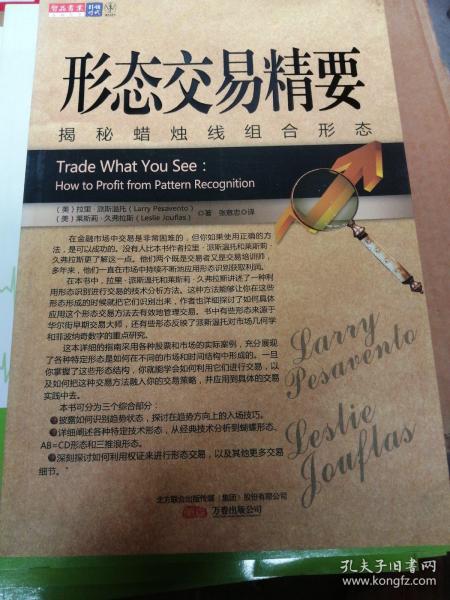 智品书业
引领时代
形态交易精要
揭秘蜡烛线组合形态
Trade What You See :
How to Profit from Pattern Recognition
（美）拉里·派斯温托（Larry Pesavento）
（美）莱斯莉·久弗拉斯（Leslie Jouflas）
◎著 张意忠◎译
在金融市场中交易是非常困难的，但你如果使用正确的方
法，是可以成功的。没有人比本书作者拉里·派斯温托和莱斯莉·
久弗拉斯更了解这一点。他们两个既是交易者又是交易培训师，
多年来，他们一直在市场中持续不断地应用形态识别获取利润。
在本书中，拉里·派斯温托和莱斯莉·久弗拉斯讲述了一种利
用形态识别进行交易的技术分析方法。这种方法能够让你在这些
形态形成的时候就把它们识别出来，作者也详细探讨了如何具体
应用这个形态交易方法去有效地管理交易。书中有些形态来源于
华尔街早期交易大师，还有些形态反映了派斯温托对市场几何学
和菲波纳奇数字的重点研究。
这本详细的指南采用各种股票和市场的实际案例，充分展现
了各种特定形态是如何在不同的市场和时间结构中形成的。一旦
你掌握了这些形态结构，你就能学会如何利用它们进行交易，以
及如何把这种交易方法融入你的交易策略，并应用到具体的交易
实践中去。
本书可分为三个综合部分：
披露如何识别趋势状态，探讨在趋势方向上的入场技巧。
详细阐述各种特定技术形态，从经典技术分析到蝴蝶形态、
AB=CD形态和三推浪形态。
深刻探讨如何利用权证来进行形态交易，以及其他更多交易
细节。
Larry
Pesavento
Leslie
Jouflas
北方联合出版传媒（集团）股份有限公司
万卷出版公司
孔夫子旧书网
www.kongfz.com